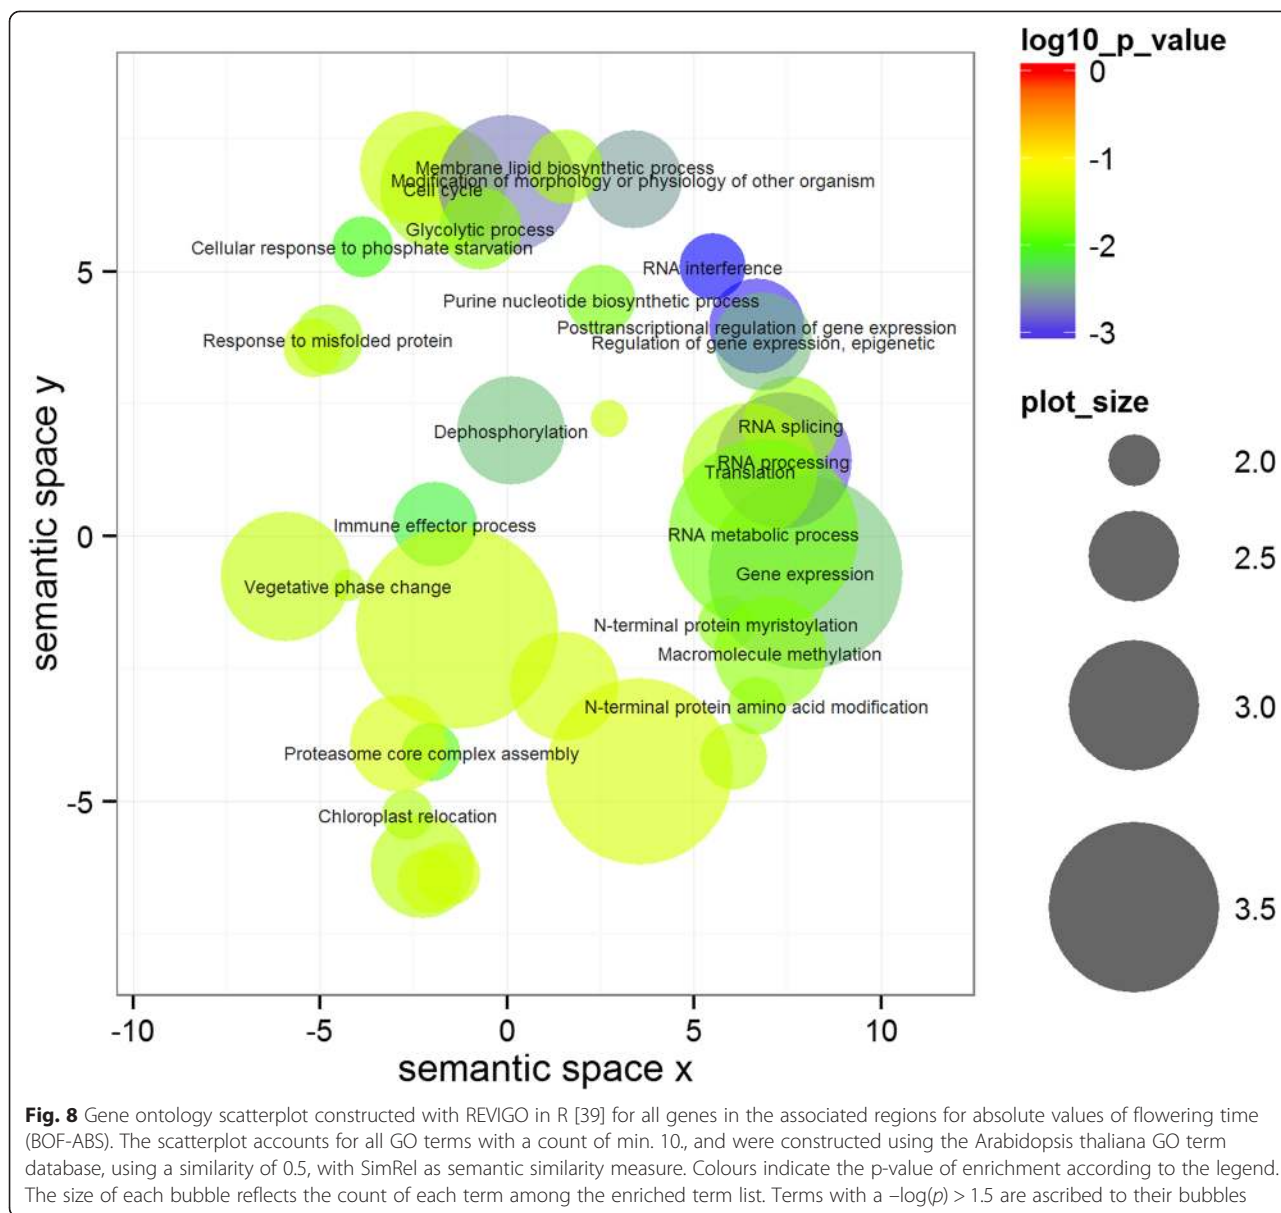 log10_p_value
0
-1
-2
-3
plot_size
2.0
2.5
3.0
3.5
semantic space y
5
0
-5
Membrane lipid biosynthetic process
Modification of morphology or physiology of other organism
Cell cycle
Glycolytic process
Cellular response to phosphate starvation
RNA interference
Purine nucleotide biosynthetic process
Posttranscriptional regulation of gene expression
Response to misfolded protein
Regulation of gene expression, epigenetic
RNA splicing
Dephosphorylation
RNA processing
Translation
Immune effector process
RNA metabolic process
Gene expression
Vegetative phase change
N-terminal protein myristoylation
Macromolecule methylation
N-terminal protein amino acid modification
Proteasome core complex assembly
Chloroplast relocation
-10
-5
0
5
10
semantic space x
Fig. 8 Gene ontology scatterplot constructed with REVIGO in R [39] for all genes in the associated regions for absolute values of flowering time
(BOF-ABS). The scatterplot accounts for all GO terms with a count of min. 10., and were constructed using the Arabidopsis thaliana GO term
database, using a similarity of 0.5, with SimRel as semantic similarity measure. Colours indicate the p-value of enrichment according to the legend.
The size of each bubble reflects the count of each term among the enriched term list. Terms with a –log(p) > 1.5 are ascribed to their bubbles